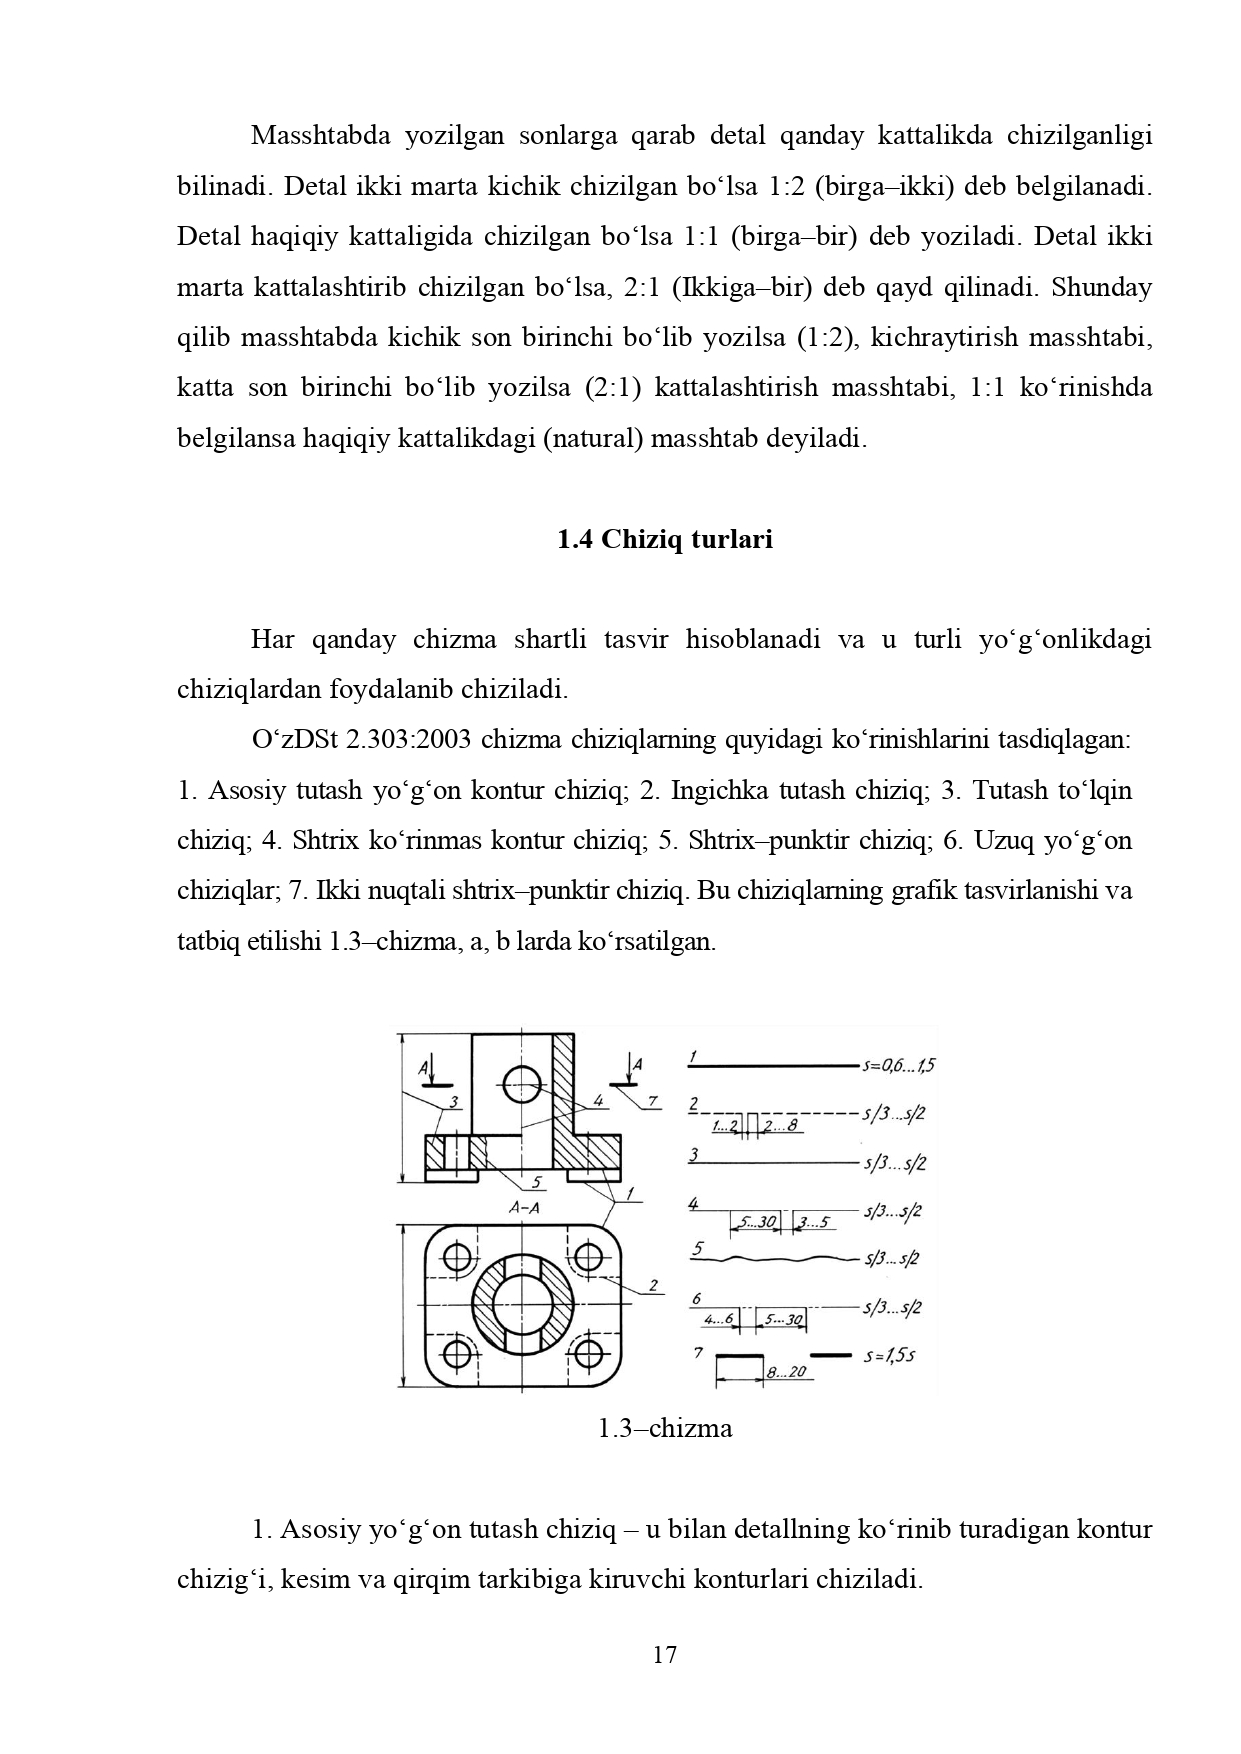 Masshtabda yozilgan sonlarga qarab detal qanday kattalikda chizilganligi
bilinadi. Detal ikki marta kichik chizilgan bo‘lsa 1:2 (birga–ikki) deb belgilanadi.
Detal haqiqiy kattaligida chizilgan bo‘lsa 1:1 (birga–bir) deb yoziladi. Detal ikki
marta kattalashtirib chizilgan bo‘lsa, 2:1 (Ikkiga–bir) deb qayd qilinadi. Shunday
qilib masshtabda kichik son birinchi bo‘lib yozilsa (1:2), kichraytirish masshtabi,
katta son birinchi bo‘lib yozilsa (2:1) kattalashtirish masshtabi, 1:1 ko‘rinishda
belgilansa haqiqiy kattalikdagi (natural) masshtab deyiladi.
1.4 Chiziq turlari
Har qanday chizma shartli tasvir hisoblanadi va u turli yo‘g‘onlikdagi
chiziqlardan foydalanib chiziladi.
O‘zDSt 2.303:2003 chizma chiziqlarning quyidagi ko‘rinishlarini tasdiqlagan:
1. Asosiy tutash yo‘g‘on kontur chiziq; 2. Ingichka tutash chiziq; 3. Tutash to‘lqin
chiziq; 4. Shtrix ko‘rinmas kontur chiziq; 5. Shtrix–punktir chiziq; 6. Uzuq yo‘g‘on
chiziqlar; 7. Ikki nuqtali shtrix–punktir chiziq. Bu chiziqlarning grafik tasvirlanishi va
tatbiq etilishi 1.3–chizma, a, b larda ko‘rsatilgan.
A A
3 4 7
5
1
A–A
2
1 s=0,6...1,5
2 s/3...s/2
1...2 2...8
3 s/3...s/2
4 s/3...s/2
5...30 3...5
5 s/3...s/2
6 s/3...s/2
4...6 5...30
7 s=1,5s
8...20
1.3–chizma
1. Asosiy yo‘g‘on tutash chiziq – u bilan detallning ko‘rinib turadigan kontur
chizig‘i, kesim va qirqim tarkibiga kiruvchi konturlari chiziladi.
17